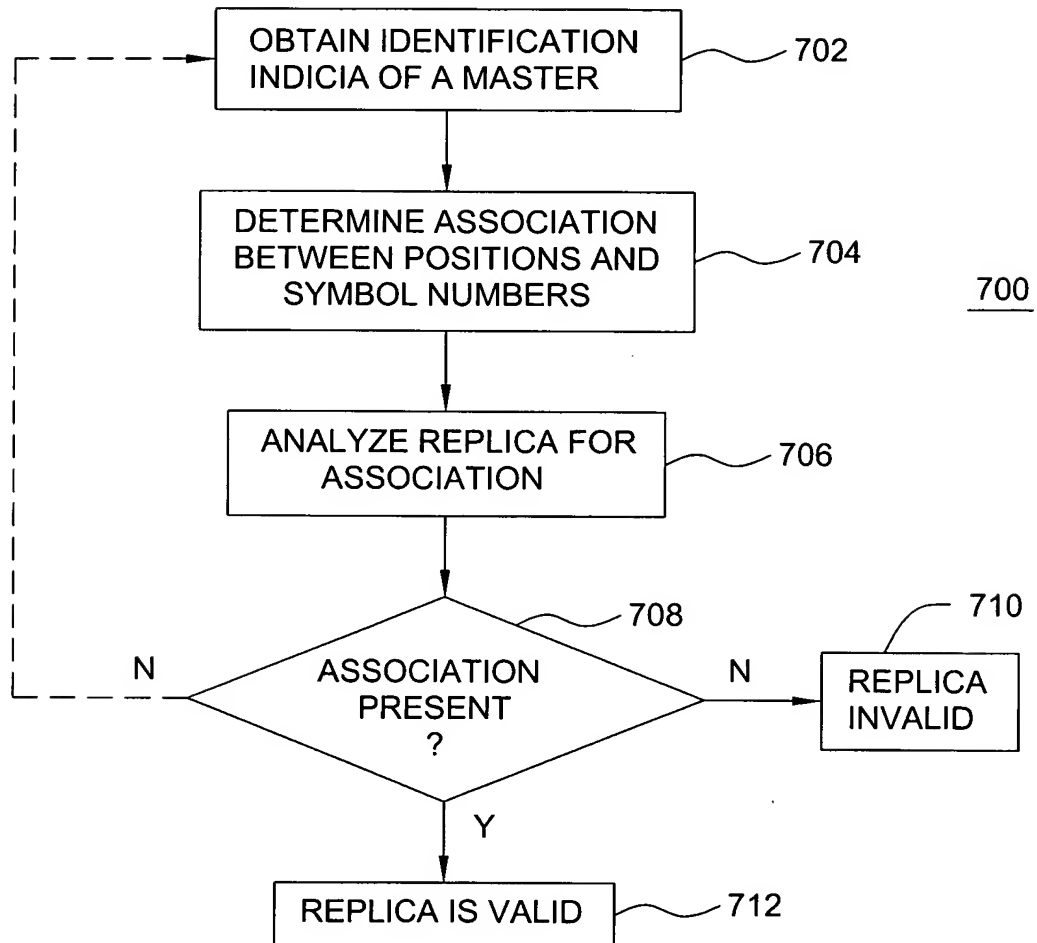 OBTAIN IDENTIFICATION
INDICIA OF A MASTER
702
DETERMINE ASSOCIATION
BETWEEN POSITIONS AND
SYMBOL NUMBERS
704
700
ANALYZE REPLICA FOR
ASSOCIATION
706
708
710
N
ASSOCIATION
PRESENT
?
N
REPLICA
INVALID
Y
REPLICA IS VALID
712